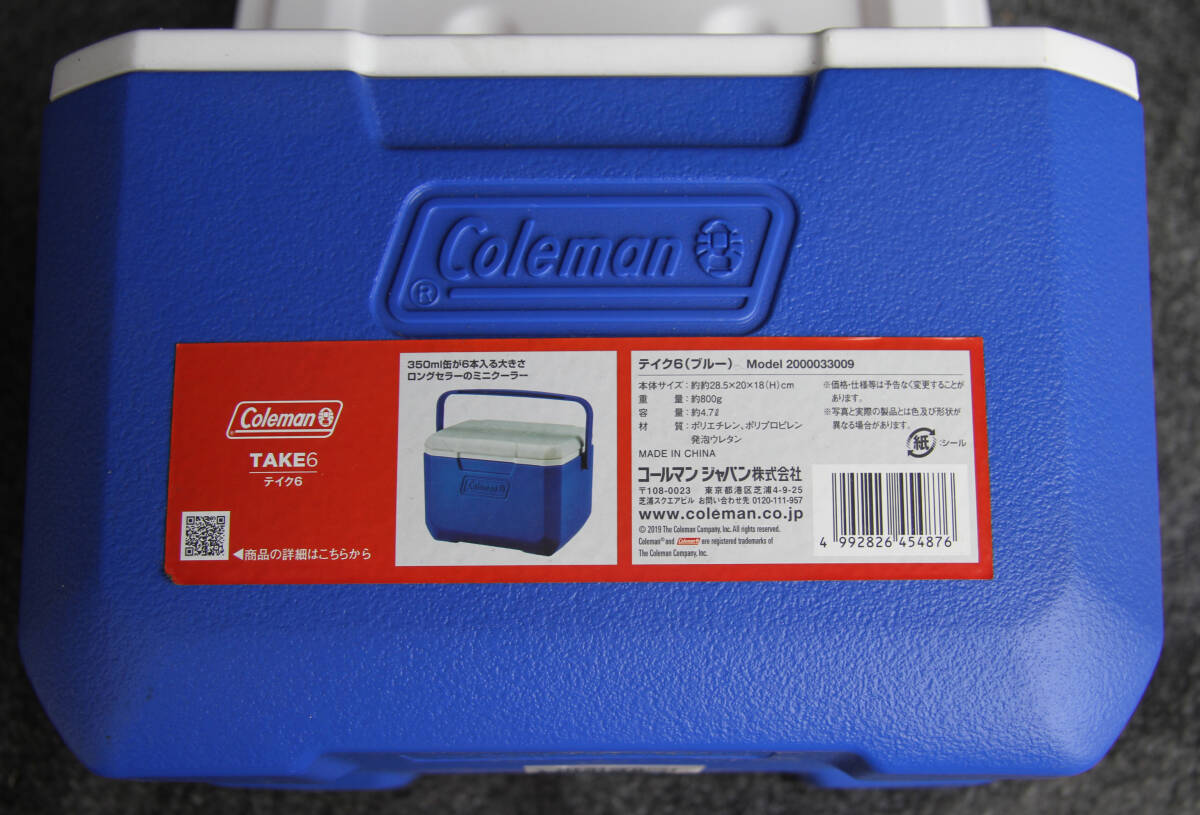 Coleman
®
Coleman
TAKE6
テイク6
◀商品の詳細はこちらから
350ml缶が6本入る大きさ
ロングセラーのミニクーラー
Coleman
テイク6(ブルー) Model 2000033009
本体サイズ：約約28.5×20×18(H)cm
重 量：約800g
容 量：約4.7ℓ
材 質：ポリエチレン、ポリプロピレン
発泡ウレタン
MADE IN CHINA
コールマン ジャパン株式会社
〒108-0023 東京都港区芝浦4-9-25
芝浦スクエアビル お問い合わせ先 0120-111-957
www.coleman.co.jp
© 2019 The Coleman Company, Inc. All rights reserved.
Coleman® and Coleman are registered trademarks of
The Coleman Company, Inc.
※価格・仕様等は予告なく変更することが
あります。
※写真と実際の製品とは色及び形状が
異なる場合があります。
紙：シール
4 992826 454876